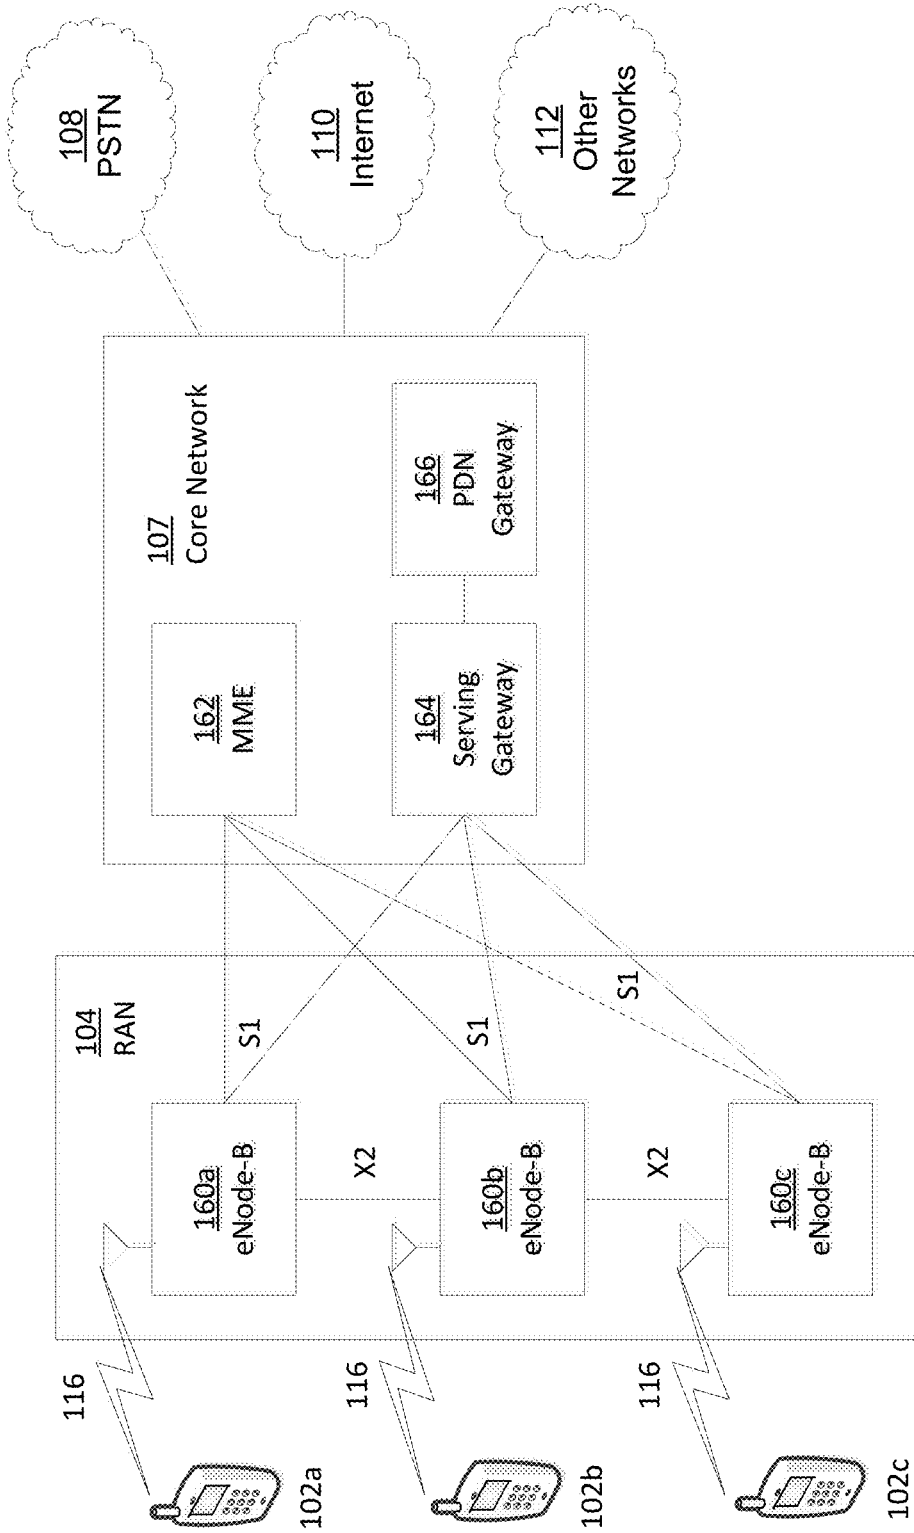 102a
116
160a
eNode-B
104
RAN
S1
X2
102b
116
160b
eNode-B
S1
X2
102c
116
160c
eNode-B
S1
107
Core Network
162
MME
164
Serving
Gateway
166
PDN
Gateway
108
PSTN
110
Internet
112
Other
Networks